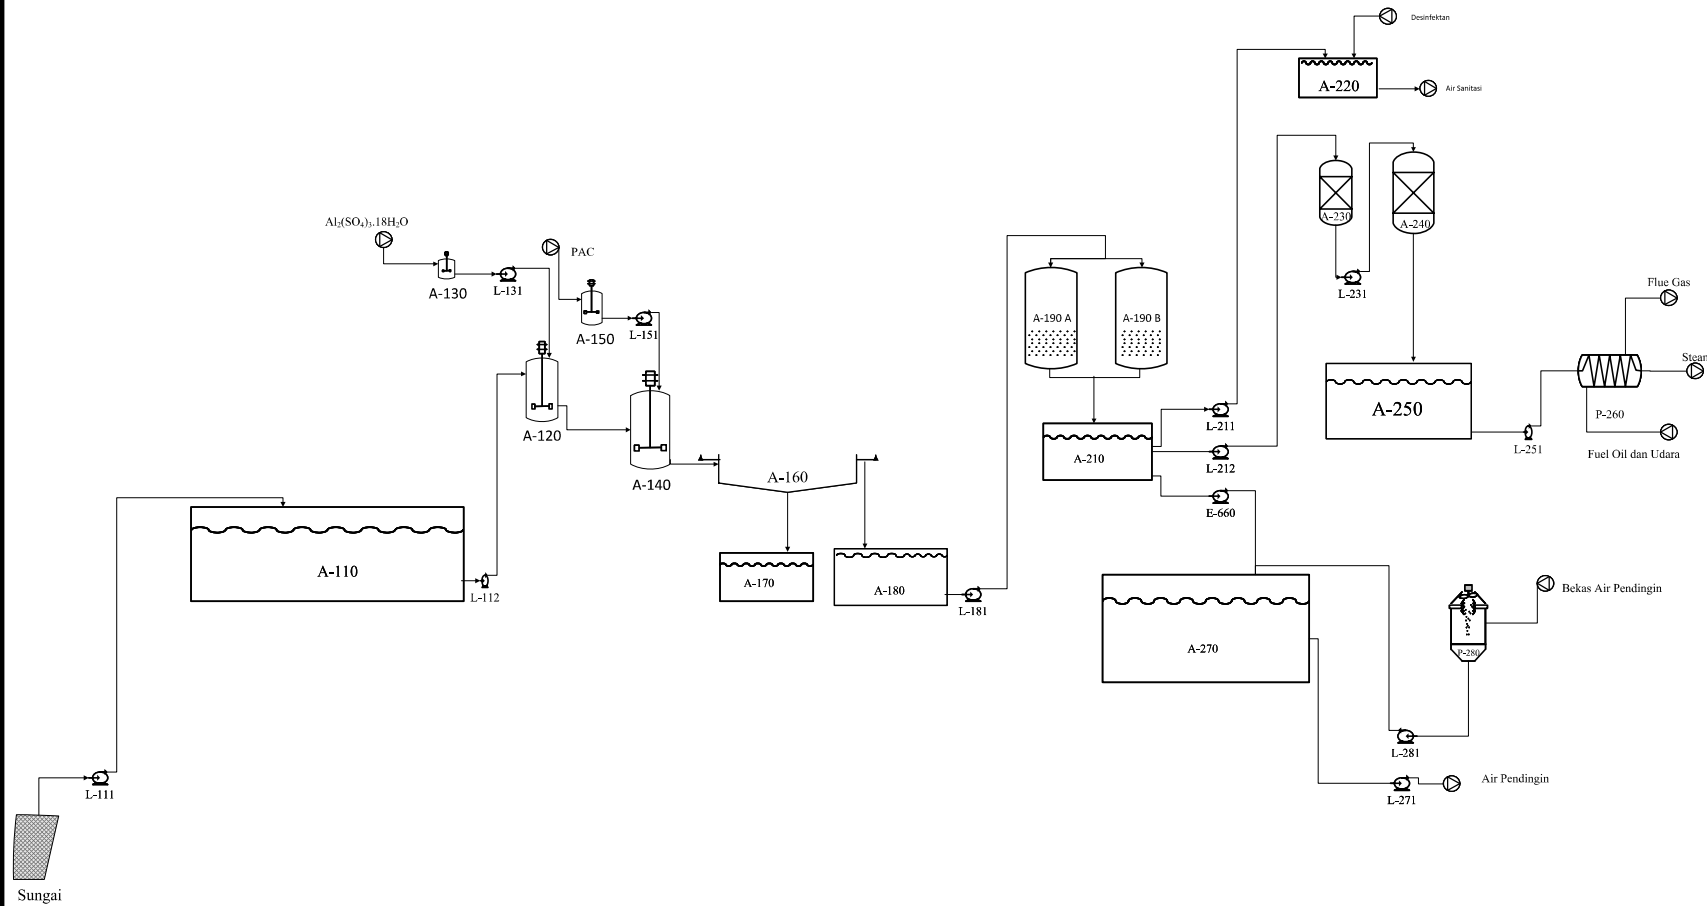 Desinfektan
A-220
Air Sanitasi
A-230
A-240
L-231
Al₂(SO₄)₃.18H₂O
PAC
A-130
L-131
A-150
L-151
A-120
A-140
A-190 A
A-190 B
Flue Gas
Steam
A-250
P-260
L-251
Fuel Oil dan Udara
L-211
L-212
A-210
E-660
A-160
A-110
L-112
A-170
A-180
L-181
A-270
P-280
Bekas Air Pendingin
L-281
Air Pendingin
L-271
L-111
Sungai